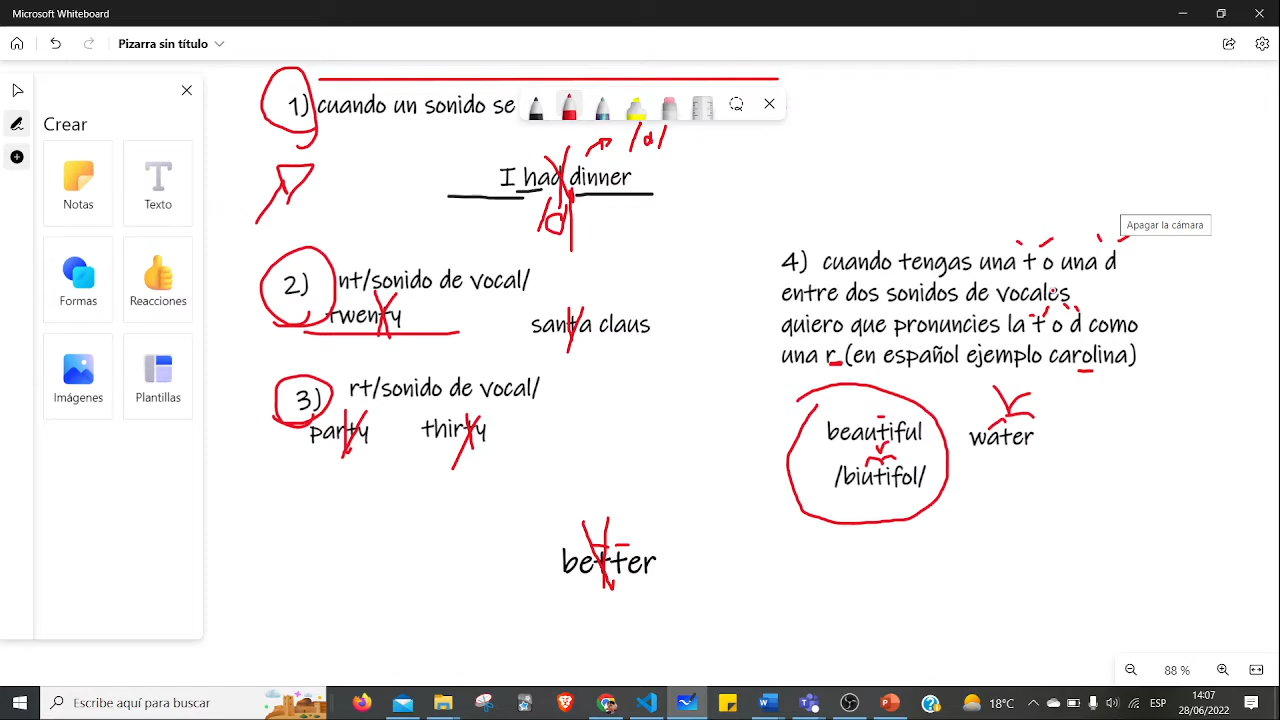 Microsoft Whiteboard
Pizarra sin título
Crear
Notas
Texto
Formas
Reacciones
Imágenes
Plantillas
1) cuando un sonido se
/d/
I had dinner
/d/
2) nt/sonido de vocal/
twenty
santa claus
3) rt/sonido de vocal/
party
thirty
better
Apagar la cámara
4) cuando tengas una t o una d
entre dos sonidos de vocales
quiero que pronuncies la t o d como
una r (en español ejemplo carolina)
beautiful
water
/biutifol/
88 %
Escribe aquí para buscar
18°C
ESP
14:07
28/06/2022